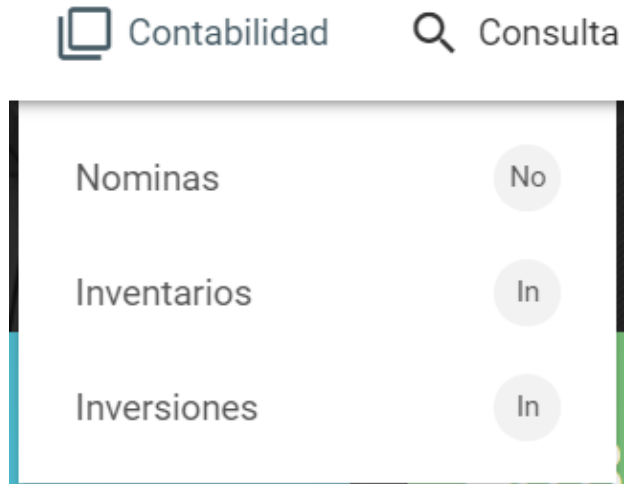 Contabilidad Consulta
Nominas No
Inventarios In
Inversiones In